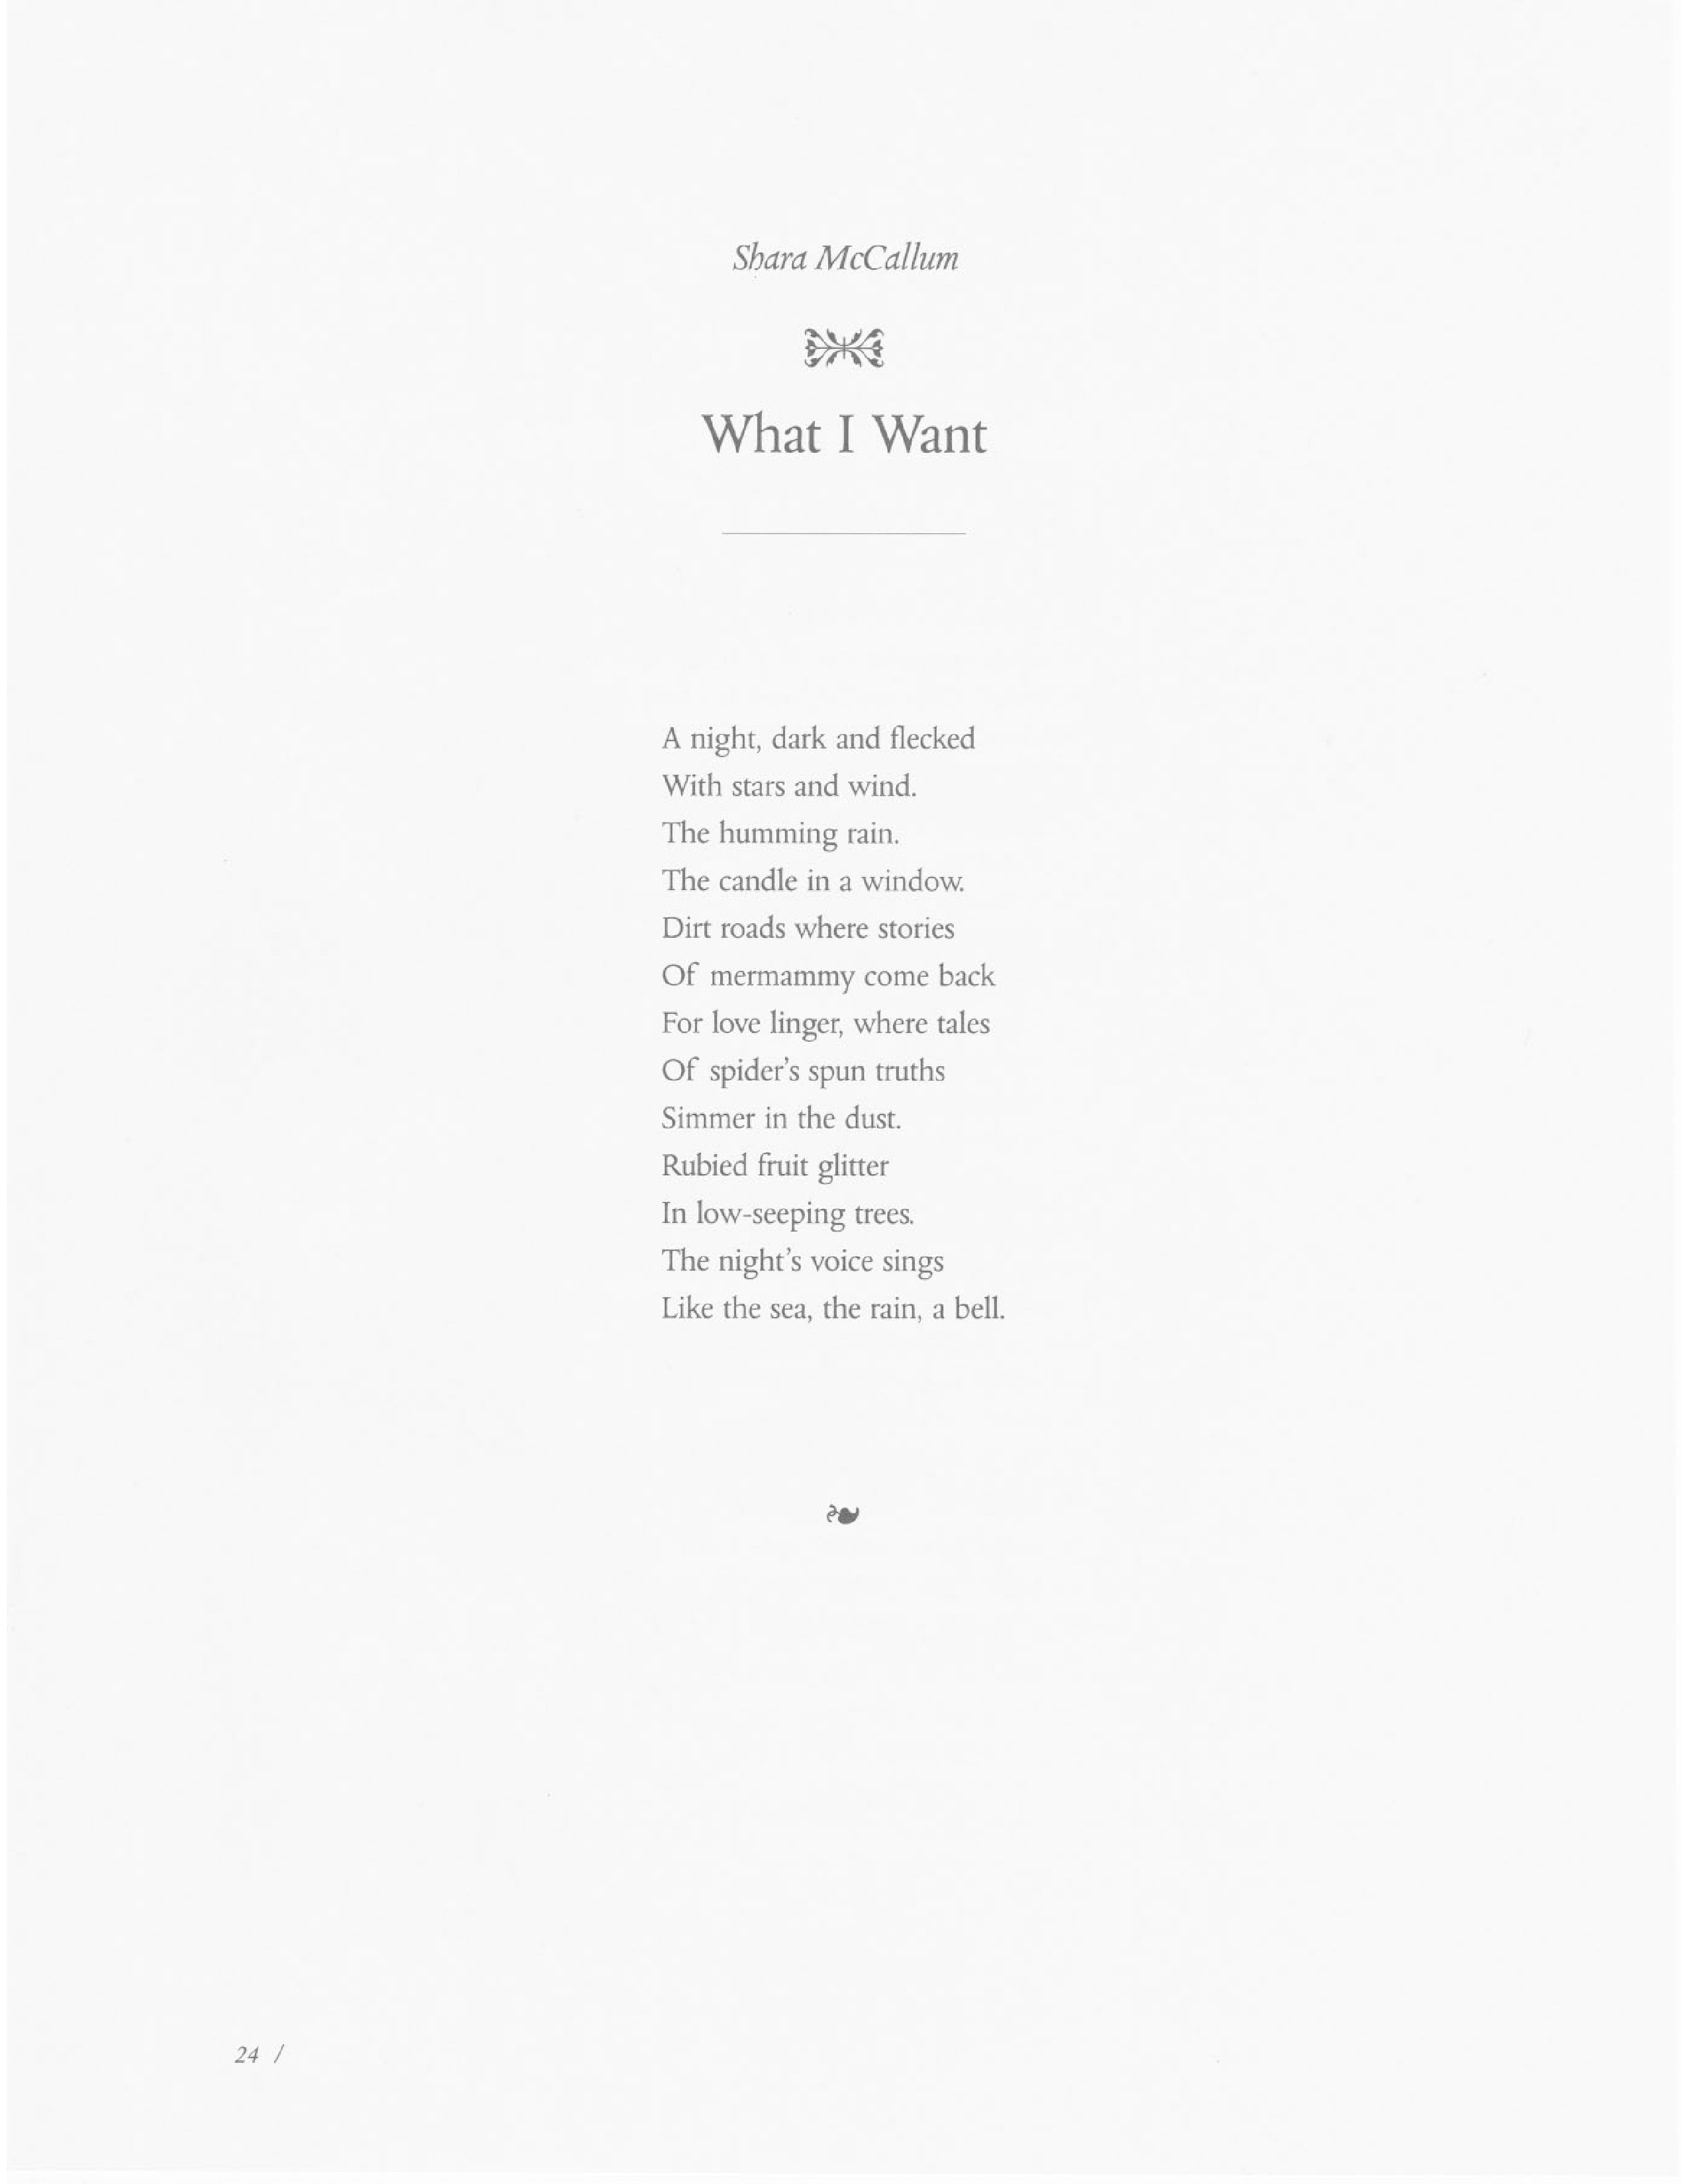 Shara McCallum
What I Want
A night, dark and flecked
With stars and wind.
The humming rain.
The candle in a window.
Dirt roads where stories
Of mermammy come back
For love linger, where tales
Of spider's spun truths
Simmer in the dust.
Rubied fruit glitter
In low-seeping trees.
The night's voice sings
Like the sea, the rain, a bell.
24 /